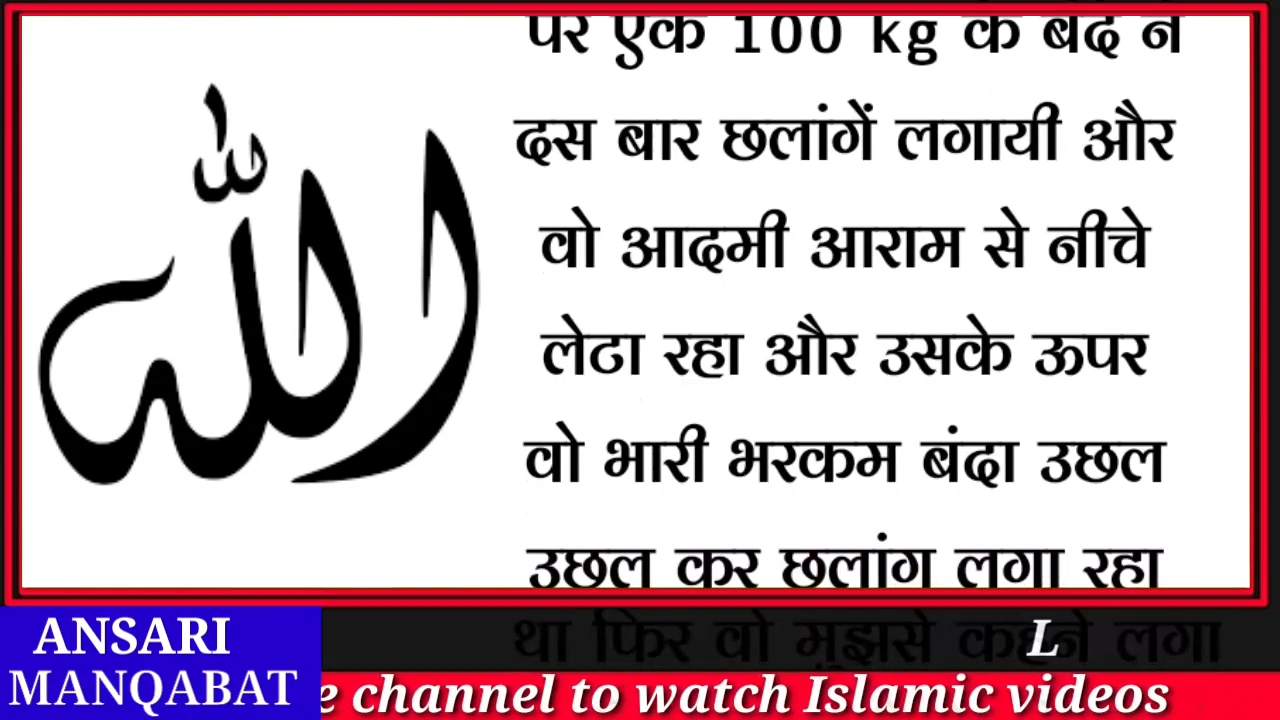 الله
पर एक 100 kg के बंदे ने
दस बार छलांगें लगायी और
वो आदमी आराम से नीचे
लेटा रहा और उसके ऊपर
वो भारी भरकम बंदा उछल
उछल कर छलांग लगा रहा
था फिर वो मुझसे कहने लगा
L
ANSARI
MANQABAT
e channel to watch Islamic videos